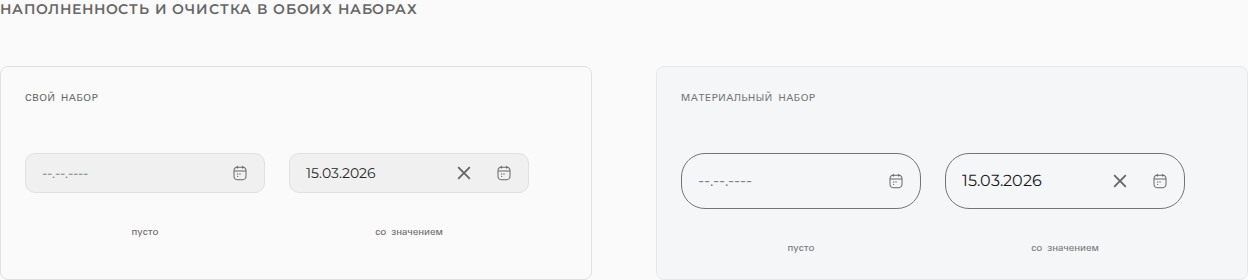 НАПОЛНЕННОСТЬ И ОЧИСТКА В ОБОИХ НАБОРАХ
СВОЙ НАБОР
--.--.----
15.03.2026
пусто
со значением
МАТЕРИАЛЬНЫЙ НАБОР
--.--.----
15.03.2026
пусто
со значением